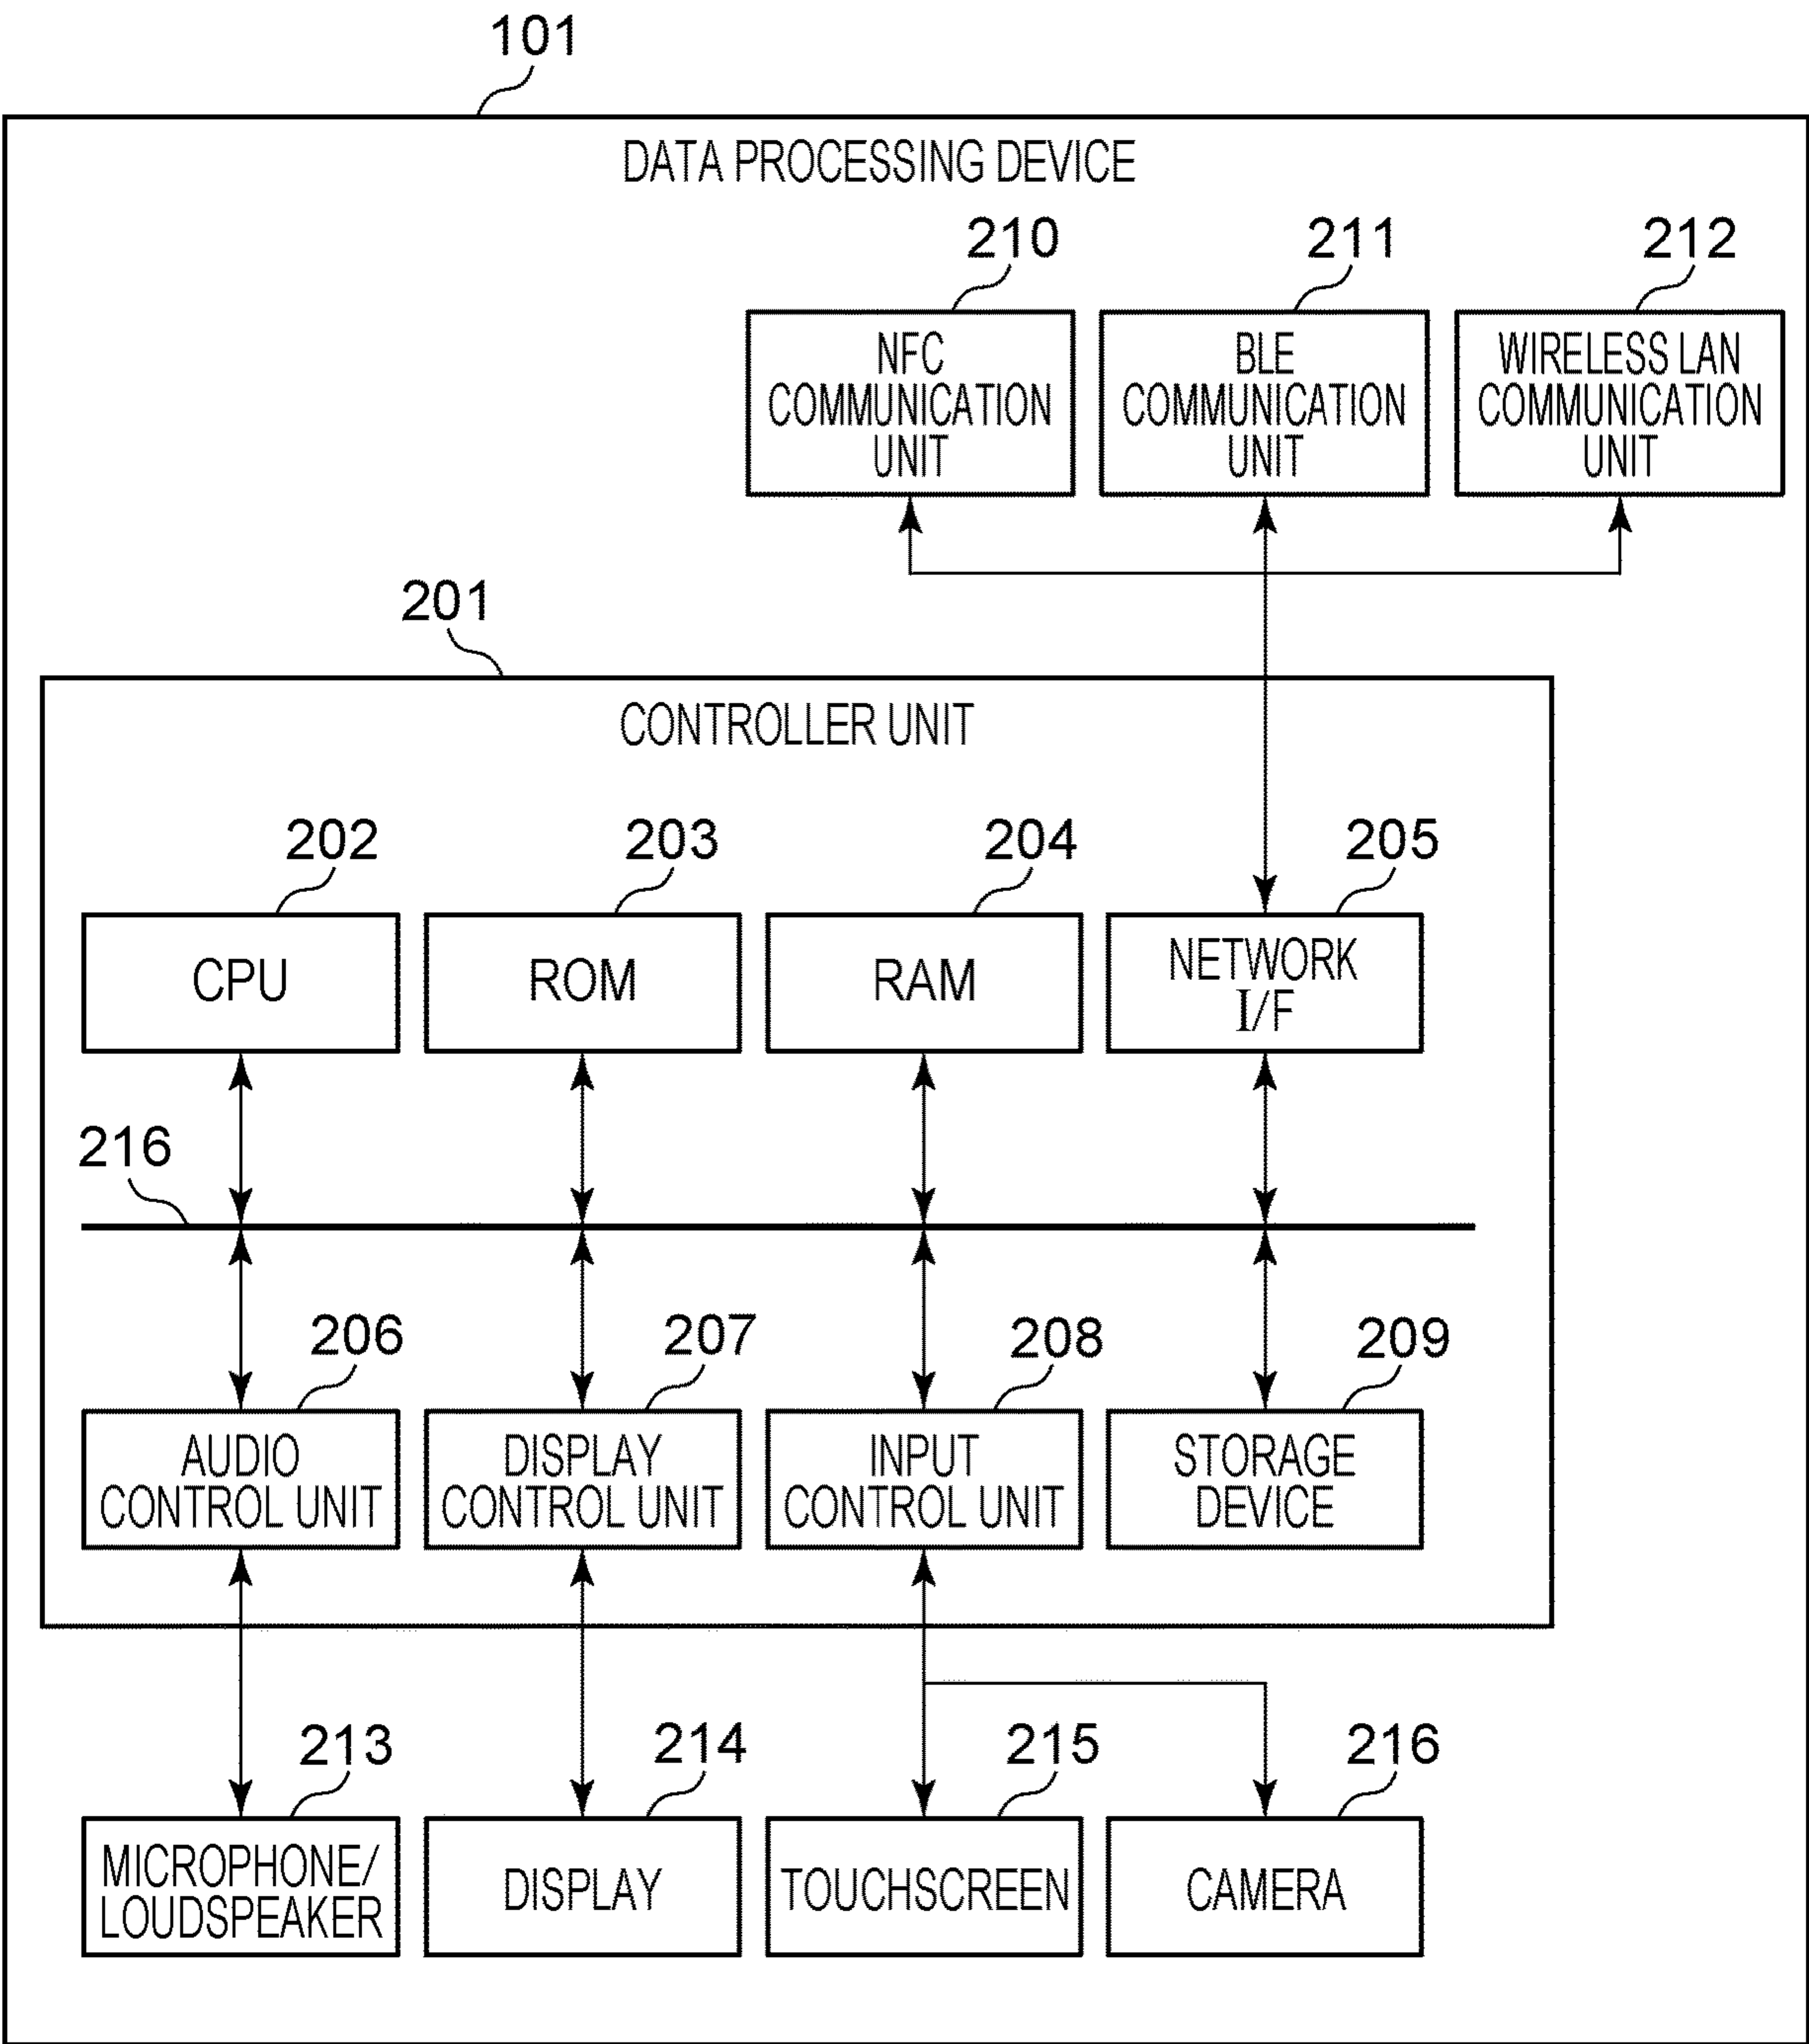 101
DATA PROCESSING DEVICE
210
211
212
NFC
COMMUNICATION
UNIT
BLE
COMMUNICATION
UNIT
WIRELESS LAN
COMMUNICATION
UNIT
201
CONTROLLER UNIT
202
203
204
205
CPU
ROM
RAM
NETWORK
I/F
216
206
207
208
209
AUDIO
CONTROL UNIT
DISPLAY
CONTROL UNIT
INPUT
CONTROL UNIT
STORAGE
DEVICE
213
214
215
216
MICROPHONE/
LOUDSPEAKER
DISPLAY
TOUCHSCREEN
CAMERA